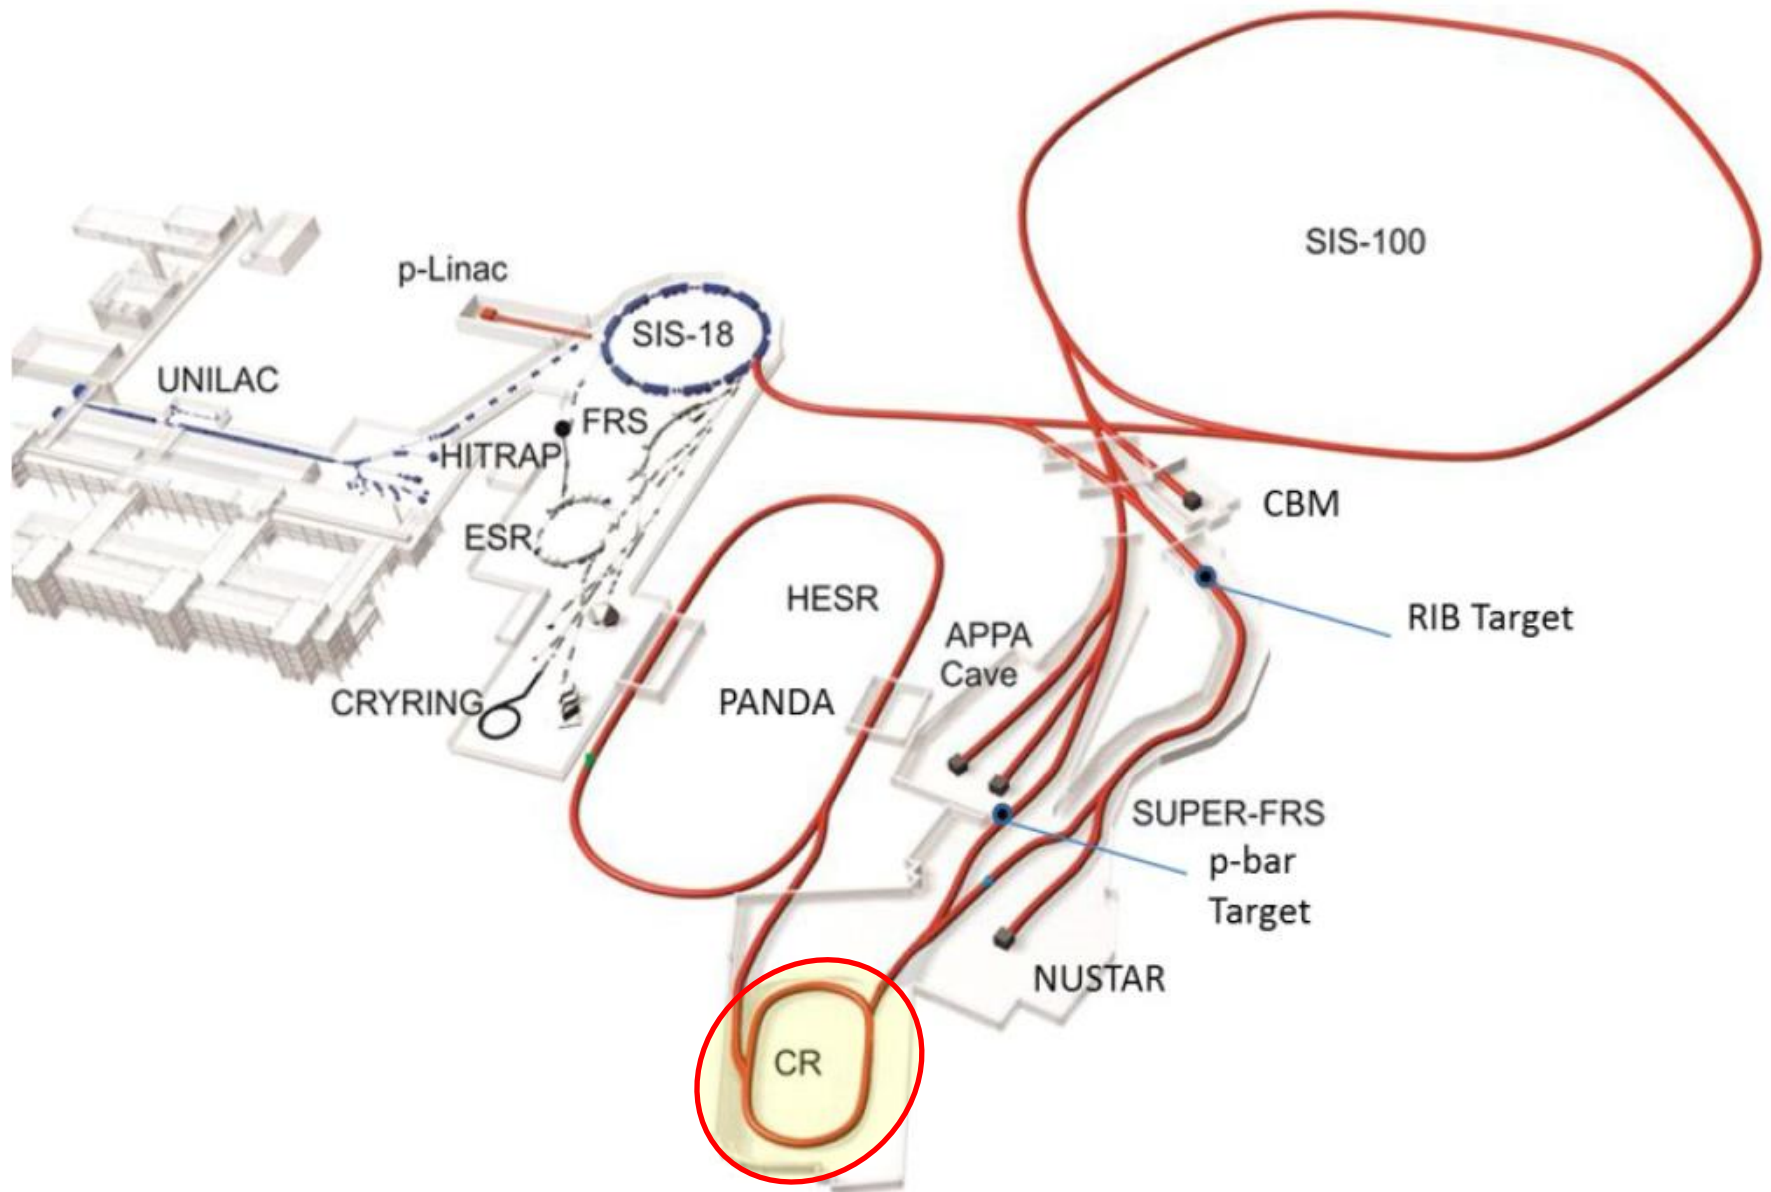 SIS-100
p-Linac
SIS-18
UNILAC
FRS
HITRAP
CBM
ESR
HESR
RIB Target
APPA
Cave
PANDA
CRYRING
SUPER-FRS
p-bar
Target
NUSTAR
CR